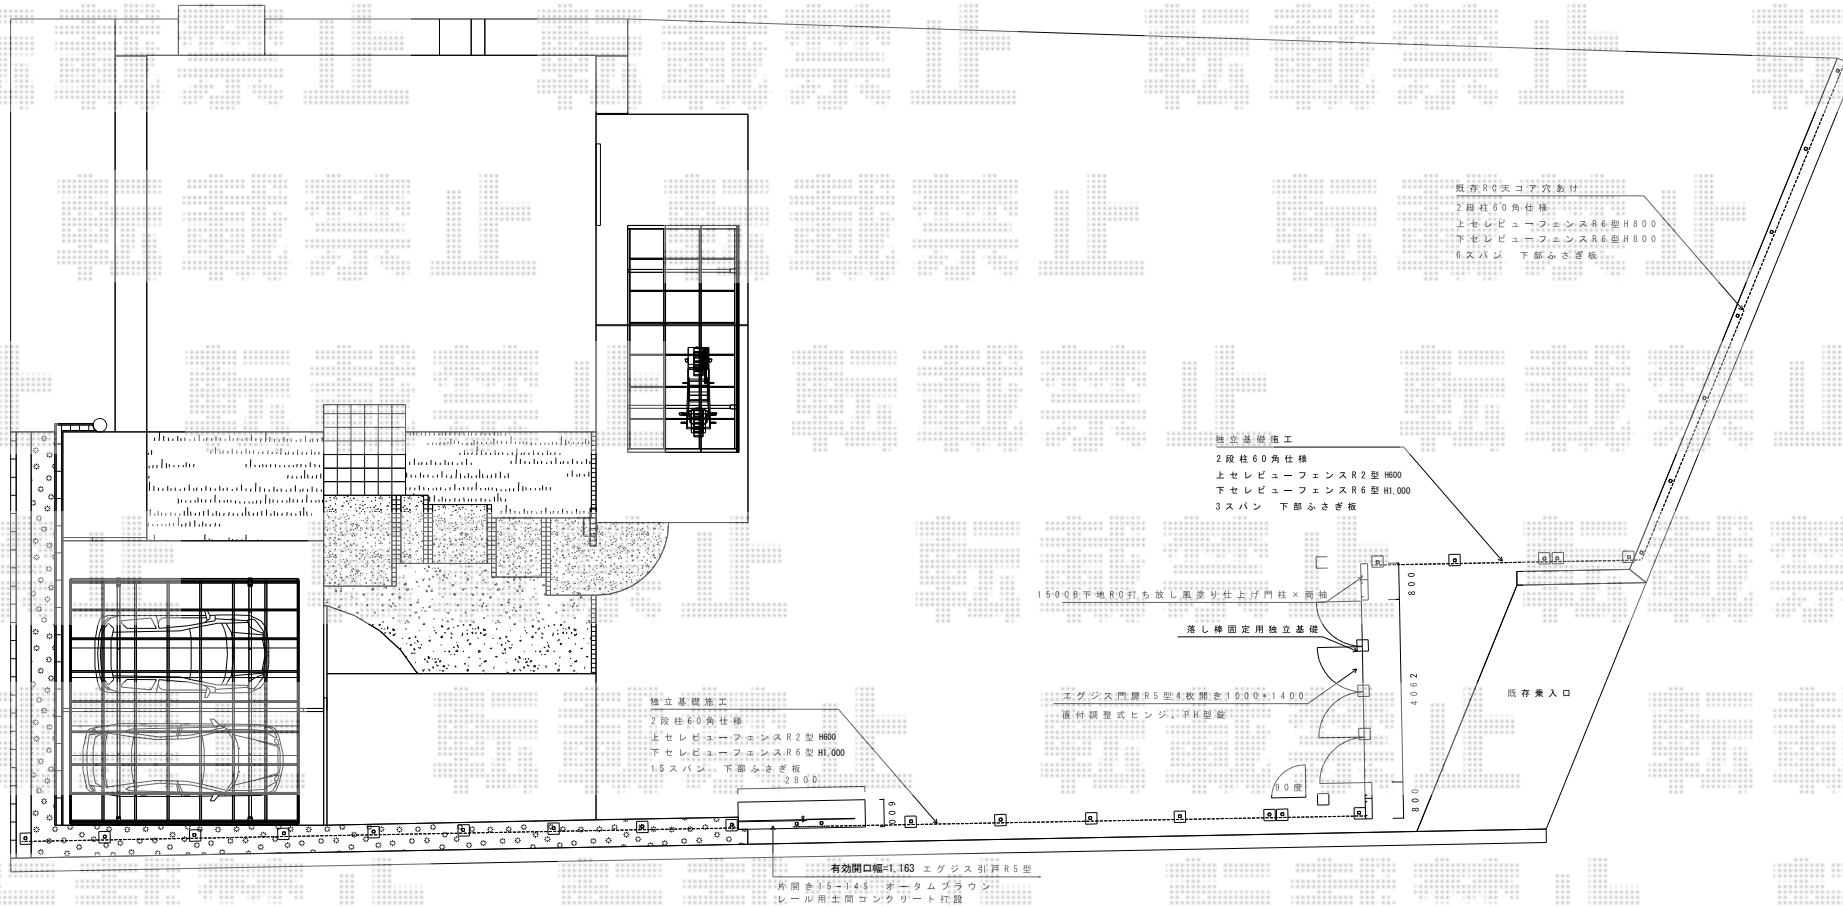 転載禁止
既存RC天コア穴あけ
2段柱60角仕様
上セレビューフェンスR6型H800
下セレビューフェンスR6型H800
6スパン 下部ふさぎ板
独立基礎施工
2段柱60角仕様
上セレビューフェンスR2型 H600
下セレビューフェンスR6型 H1,000
3スパン 下部ふさぎ板
800
150CB下地RC打ち放し風塗り仕上げ門柱×両袖
落し棒固定用独立基礎
エグジス門扉R5型4枚開き1000*1400
直付調整式ヒンジ、PH型錠
4062
既存乗入口
90度
800
独立基礎施工
2段柱60角仕様
上セレビューフェンスR2型 H600
下セレビューフェンスR6型 H1,000
15スパン 下部ふさぎ板
2800
600
有効開口幅=1,163 エグジス引戸R5型
片開き15-14S オータムブラウン
レール用土間コンクリート打設